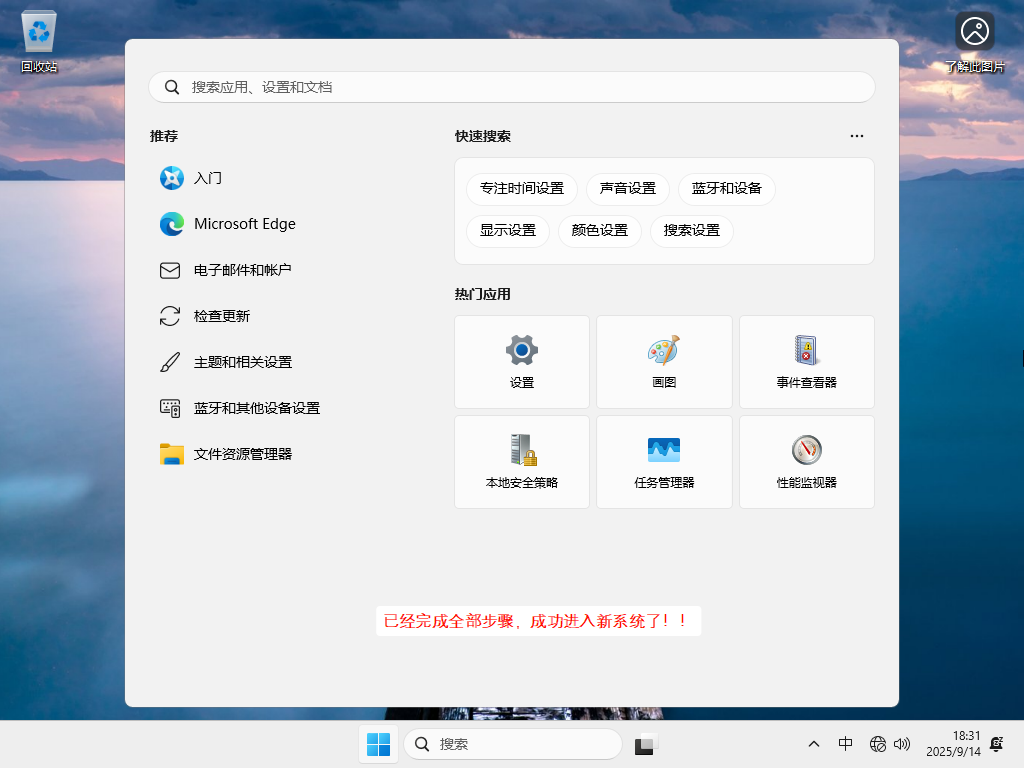 回收站
了解此图片
搜索应用、设置和文档
推荐
入门
Microsoft Edge
电子邮件和帐户
检查更新
主题和相关设置
蓝牙和其他设备设置
文件资源管理器
快速搜索
专注时间设置 声音设置 蓝牙和设备
显示设置 颜色设置 搜索设置
热门应用
设置 画图 事件查看器
本地安全策略 任务管理器 性能监视器
已经完成全部步骤，成功进入新系统了！！
搜索
中
18:31
2025/9/14